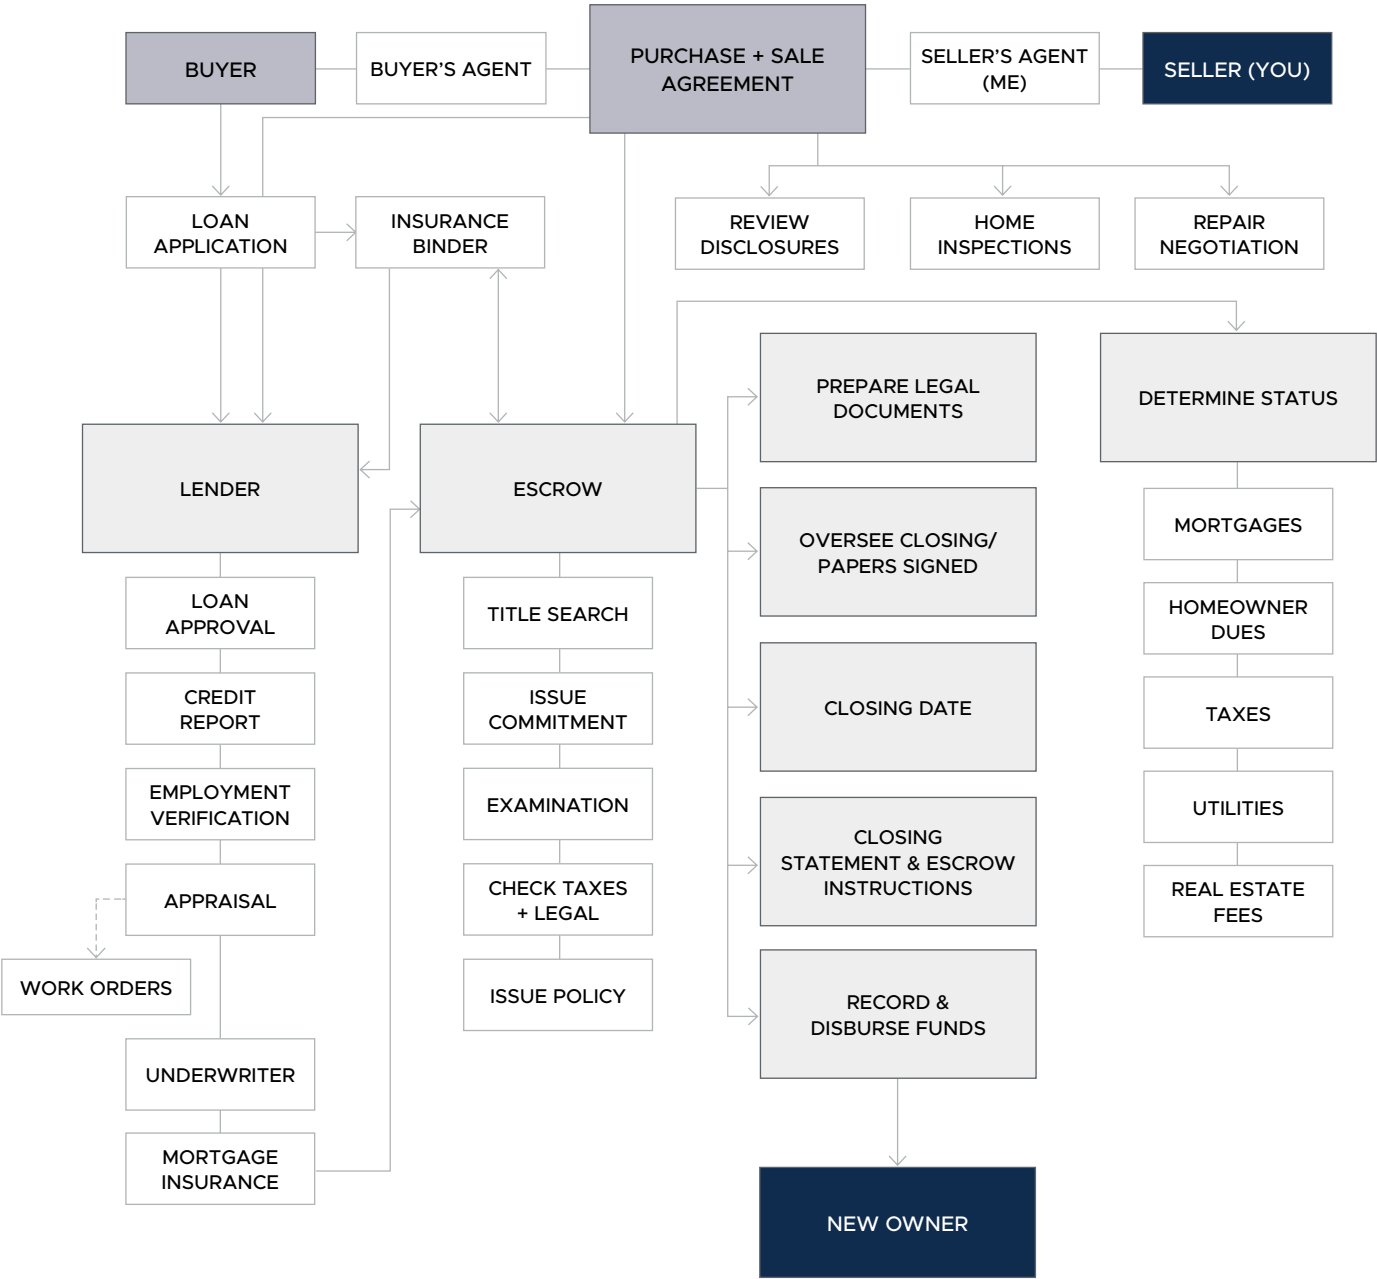 BUYER
BUYER'S AGENT
PURCHASE + SALE
AGREEMENT
SELLER'S AGENT
(ME)
SELLER (YOU)
LOAN
APPLICATION
INSURANCE
BINDER
REVIEW
DISCLOSURES
HOME
INSPECTIONS
REPAIR
NEGOTIATION
LENDER
LOAN
APPROVAL
CREDIT
REPORT
EMPLOYMENT
VERIFICATION
APPRAISAL
WORK ORDERS
UNDERWRITER
MORTGAGE
INSURANCE
ESCROW
TITLE SEARCH
ISSUE
COMMITMENT
EXAMINATION
CHECK TAXES
+ LEGAL
ISSUE POLICY
PREPARE LEGAL
DOCUMENTS
OVERSEE CLOSING/
PAPERS SIGNED
CLOSING DATE
CLOSING
STATEMENT & ESCROW
INSTRUCTIONS
RECORD &
DISBURSE FUNDS
NEW OWNER
DETERMINE STATUS
MORTGAGES
HOMEOWNER
DUES
TAXES
UTILITIES
REAL ESTATE
FEES